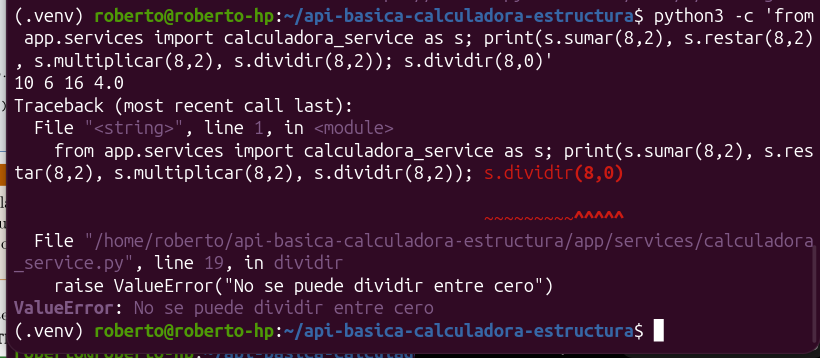 (.venv) roberto@roberto-hp:~/api-basica-calculadora-estructura$ python3 -c 'from
app.services import calculadora_service as s; print(s.sumar(8,2), s.restar(8,2)
, s.multiplicar(8,2), s.dividir(8,2)); s.dividir(8,0)'
10 6 16 4.0
Traceback (most recent call last):
File "<string>", line 1, in <module>
from app.services import calculadora_service as s; print(s.sumar(8,2), s.res
tar(8,2), s.multiplicar(8,2), s.dividir(8,2)); s.dividir(8,0)
~~~~~~~~~^^^^^
File "/home/roberto/api-basica-calculadora-estructura/app/services/calculadora
_service.py", line 19, in dividir
raise ValueError("No se puede dividir entre cero")
ValueError: No se puede dividir entre cero
(.venv) roberto@roberto-hp:~/api-basica-calculadora-estructura$